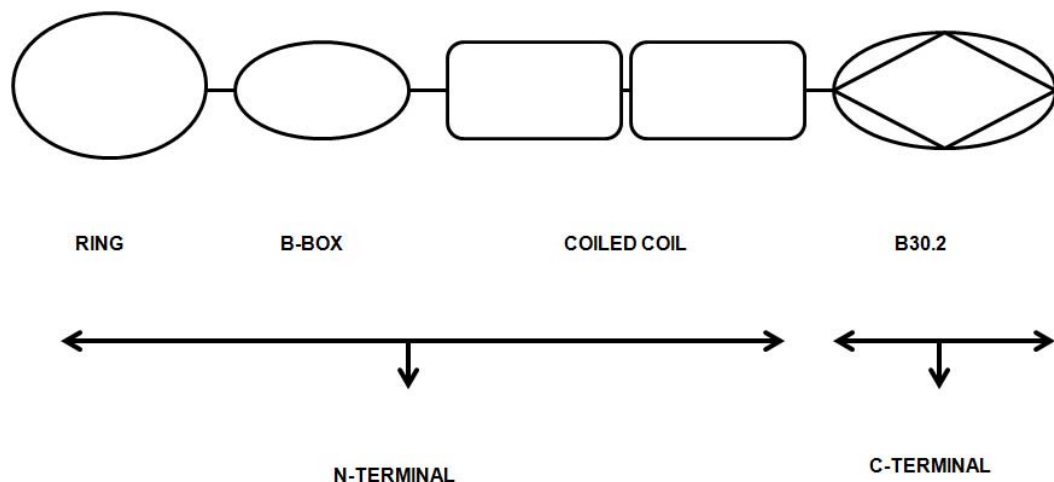 RING B-BOX COILED COIL B30.2
N-TERMINAL C-TERMINAL